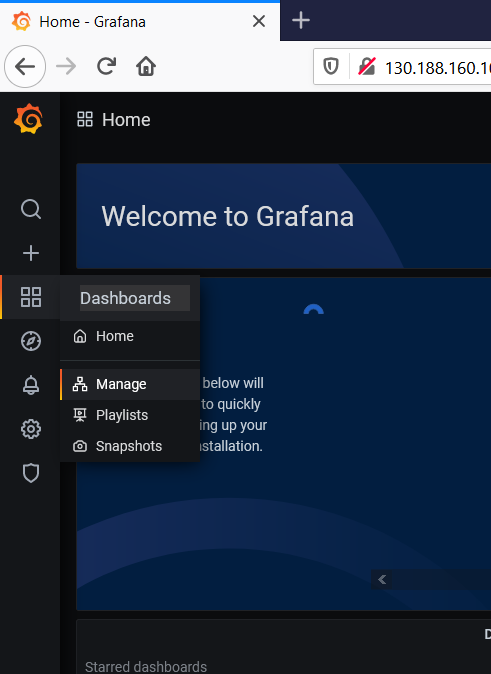 Home - Grafana
130.188.160.1
Home
Welcome to Grafana
Dashboards
Home
Manage
Playlists
Snapshots
below will
to quickly
ing up your
nstallation.
D
Starred dashboards